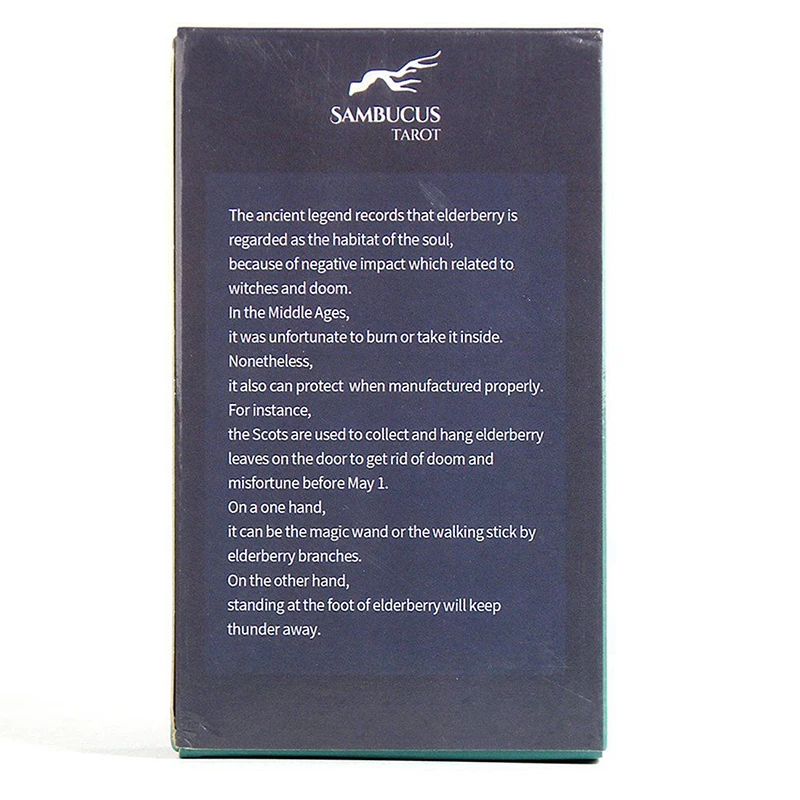 SAMBUCUS
TAROT
The ancient legend records that elderberry is
regarded as the habitat of the soul,
because of negative impact which related to
witches and doom.
In the Middle Ages,
it was unfortunate to burn or take it inside.
Nonetheless,
it also can protect when manufactured properly.
For instance,
the Scots are used to collect and hang elderberry
leaves on the door to get rid of doom and
misfortune before May 1.
On a one hand,
it can be the magic wand or the walking stick by
elderberry branches.
On the other hand,
standing at the foot of elderberry will keep
thunder away.